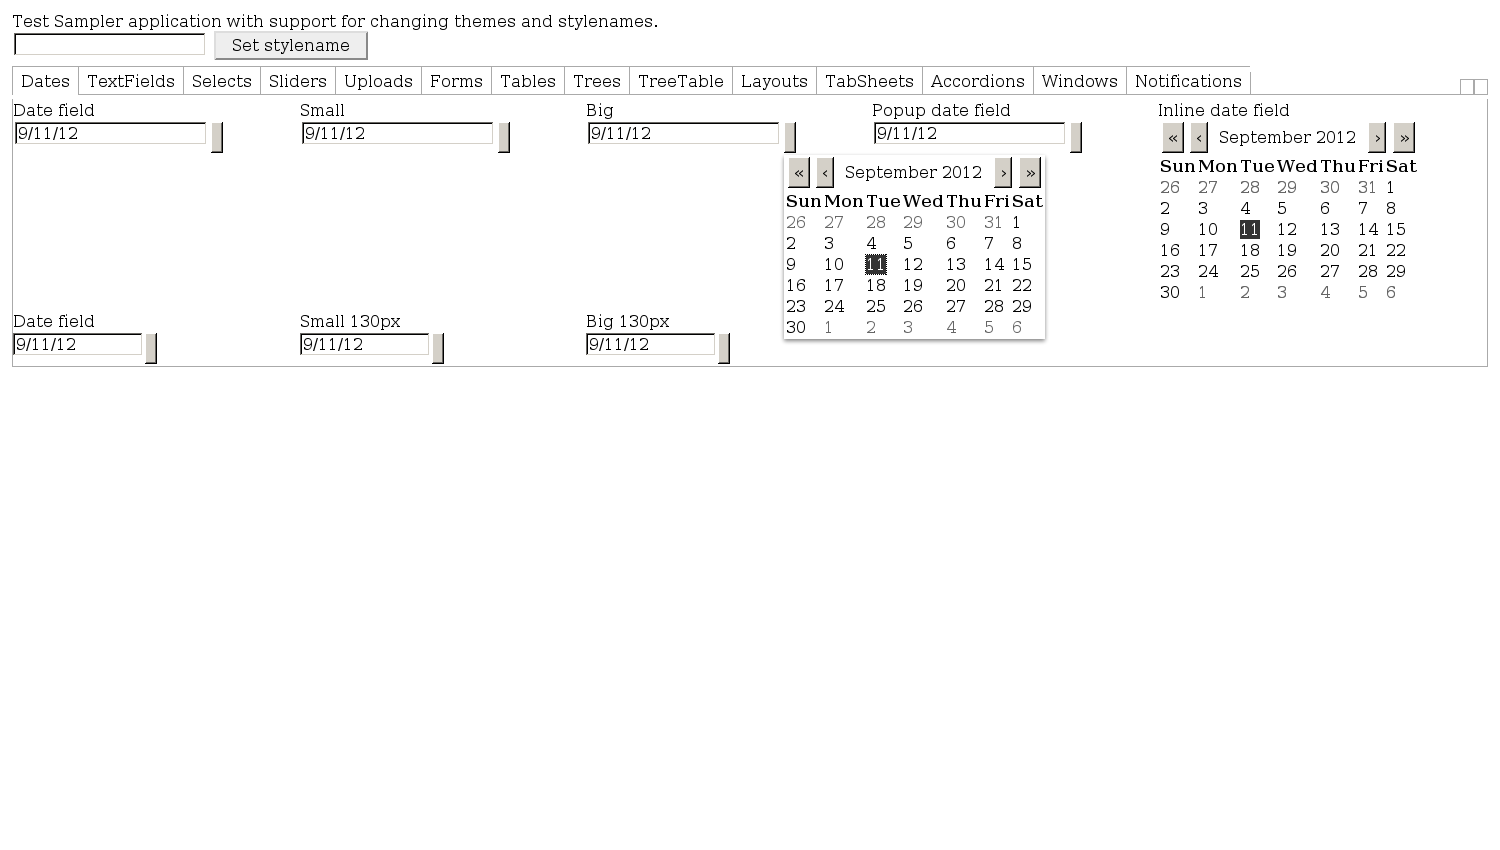 Test Sampler application with support for changing themes and stylenames.
Set stylename
Dates TextFields Selects Sliders Uploads Forms Tables Trees TreeTable Layouts TabSheets Accordions Windows Notifications
Date field Small Big Popup date field Inline date field
9/11/12 9/11/12 9/11/12 9/11/12
« ‹ September 2012 › »
Sun Mon Tue Wed Thu Fri Sat
26 27 28 29 30 31 1
2 3 4 5 6 7 8
9 10 11 12 13 14 15
16 17 18 19 20 21 22
23 24 25 26 27 28 29
30 1 2 3 4 5 6
« ‹ September 2012 › »
Sun Mon Tue Wed Thu Fri Sat
26 27 28 29 30 31 1
2 3 4 5 6 7 8
9 10 11 12 13 14 15
16 17 18 19 20 21 22
23 24 25 26 27 28 29
30 1 2 3 4 5 6
Date field Small 130px Big 130px
9/11/12 9/11/12 9/11/12